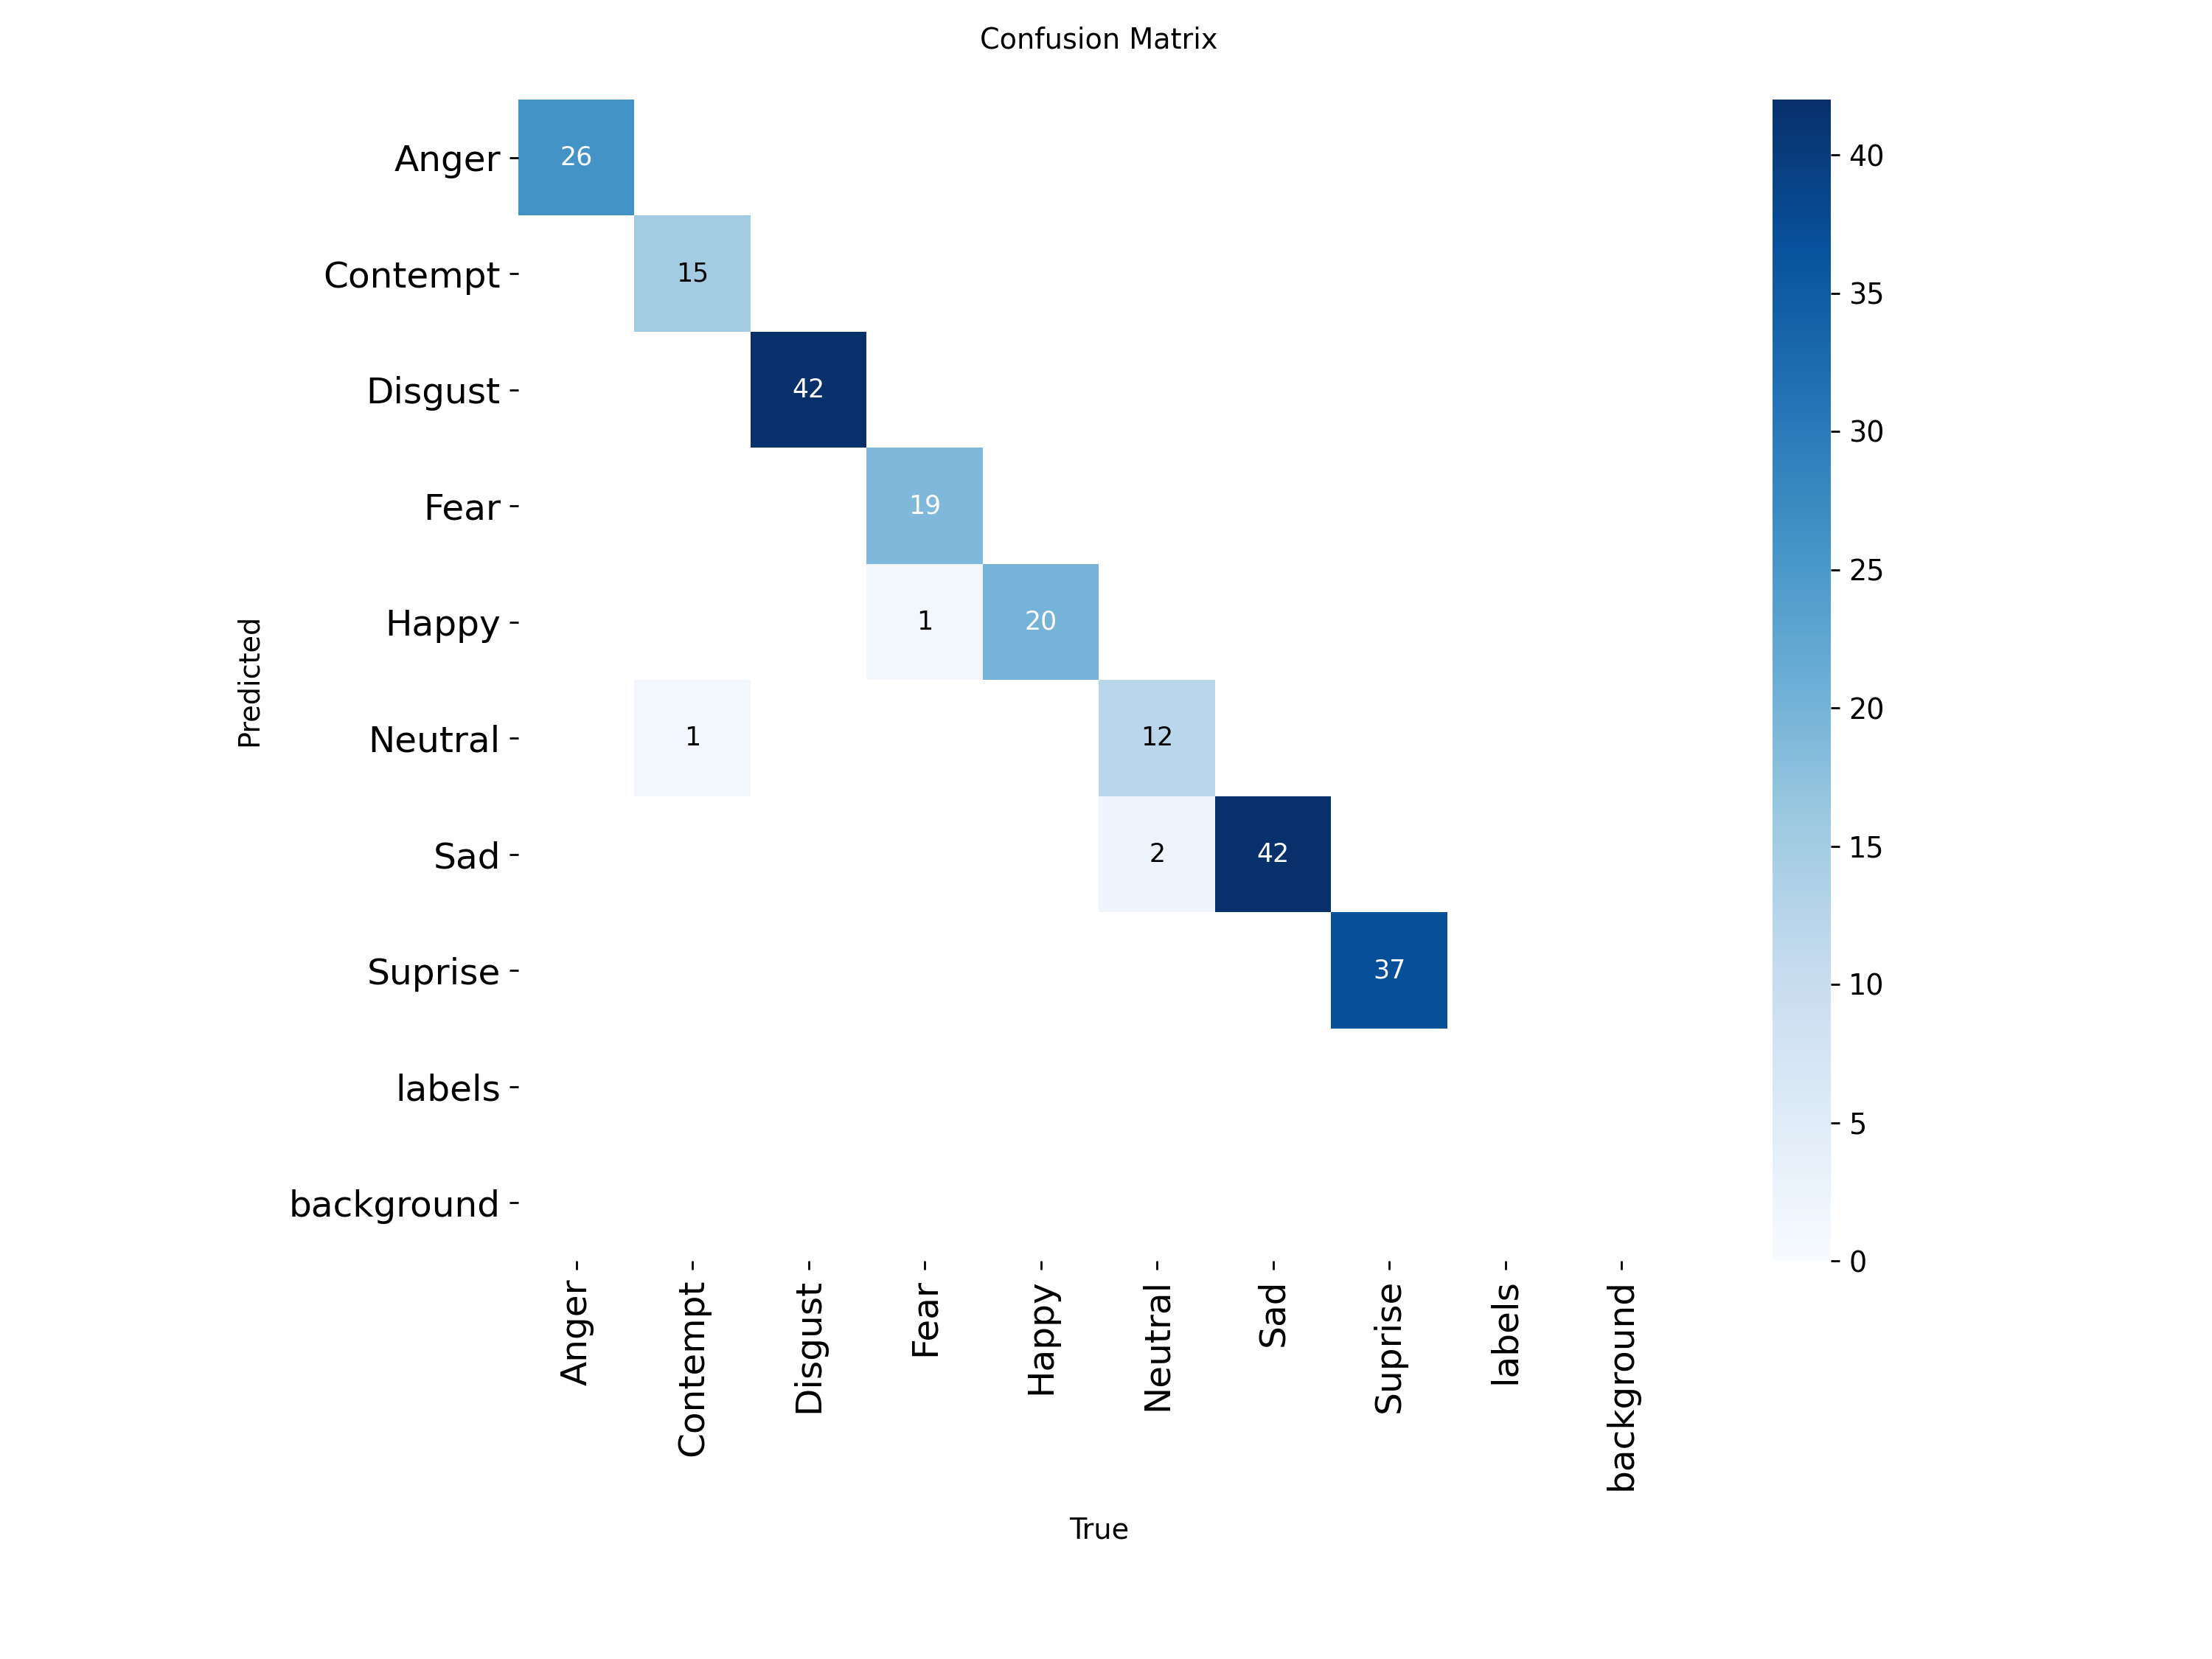 Confusion Matrix
Anger 26
Contempt 15
Disgust 42
Fear 19
Happy 1 20
Neutral 1 12
Sad 2 42
Suprise 37
labels
background
Predicted
Anger Contempt Disgust Fear Happy Neutral Sad Suprise labels background
True
40
35
30
25
20
15
10
5
0